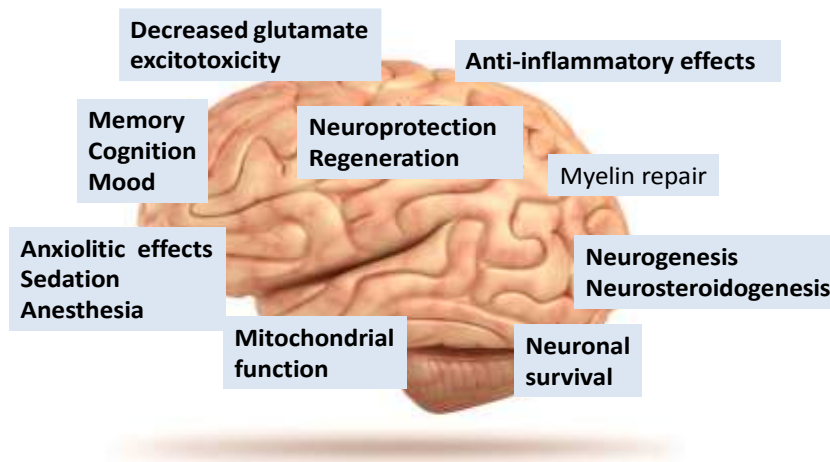 Decreased glutamate
excitotoxicity
Anti-inflammatory effects
Memory
Cognition
Mood
Neuroprotection
Regeneration
Myelin repair
Anxiolitic effects
Sedation
Anesthesia
Neurogenesis
Neurosteroidogenesis
Mitochondrial
function
Neuronal
survival